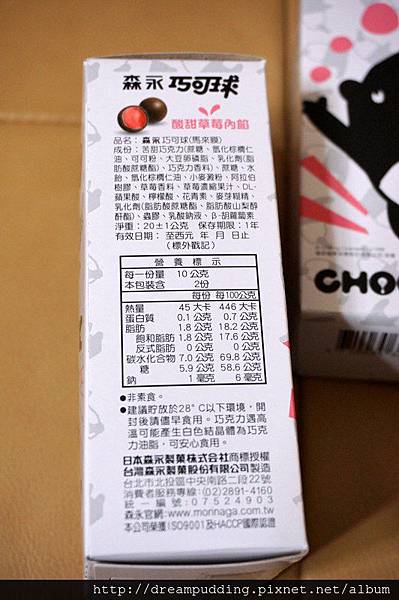 森永巧可球
酸甜草莓內餡
品名：森永巧可球(馬來膜)
成份：苦甜巧克力(蔗糖、氫化棕櫚仁
油、可可粉、大豆卵磷脂、乳化劑(脂
肪酸蔗糖酯)、巧克力香料)、蔗糖、水
飴、氫化棕櫚仁油、小麥澱粉、阿拉伯
樹膠、草莓香料、草莓濃縮果汁、DL-
蘋果酸、檸檬酸、花青素、麥芽糊精、
乳化劑(脂肪酸蔗糖酯、脂肪酸山梨醇
酐酯)、蟲膠、乳酸鈉液、β-胡蘿蔔素
淨重：20±1公克 保存期限：1年
有效日期： 至西元 年 月 日止
(標外戳記)
營養標示
每一份量 10 公克
本包裝含 2份
每份 每100公克
熱量 45 大卡 446 大卡
蛋白質 0.1 公克 0.7 公克
脂肪 1.8 公克 18.2 公克
飽和脂肪 1.8 公克 17.6 公克
反式脂肪 0 公克 0 公克
碳水化合物 7.0 公克 69.8 公克
糖 5.9 公克 58.6 公克
鈉 1 毫克 6 毫克
●非素食。
●建議貯放於28°C以下環境，開
封後請儘早食用。巧克力遇高
溫可能產生白色結晶體為巧克
力油脂，可安心食用。
日本森永製菓株式会社商標授權
台灣森永製菓股份有限公司製造
台北市北投區中央南路二段22號
消費者服務專線：(02)2891-4160
統一編號：07524903
森永官網：www.morinaga.com.tw
本公司榮獲ISO9001及HACCP國際認證
CHOC
http://dreampudding.pixnet.net/album